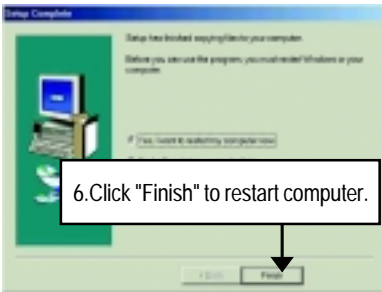 Setup Complete
Setup has finished copying files to your computer.
Before you can use the program, you must restart Windows or your
computer.
Yes, I want to restart my computer now.
6.Click "Finish" to restart computer.
< Back
Finish